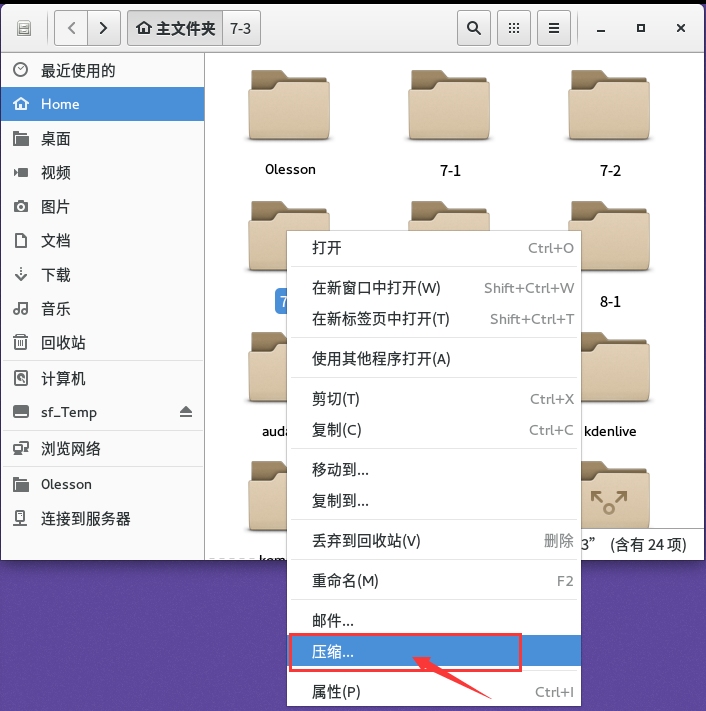 主文件夹 7-3
最近使用的
Home
桌面
视频
图片
文档
下载
音乐
回收站
计算机
sf_Temp
浏览网络
Olesson
连接到服务器
Olesson 7-1 7-2
8-1
kdenlive
3” (含有 24 项)
打开 Ctrl+O
在新窗口中打开(W) Shift+Ctrl+W
在新标签页中打开(T) Shift+Ctrl+T
使用其他程序打开(A)
剪切(T) Ctrl+X
复制(C) Ctrl+C
移动到...
复制到...
丢弃到回收站(V) 删除
重命名(M) F2
邮件...
压缩...
属性(P) Ctrl+I